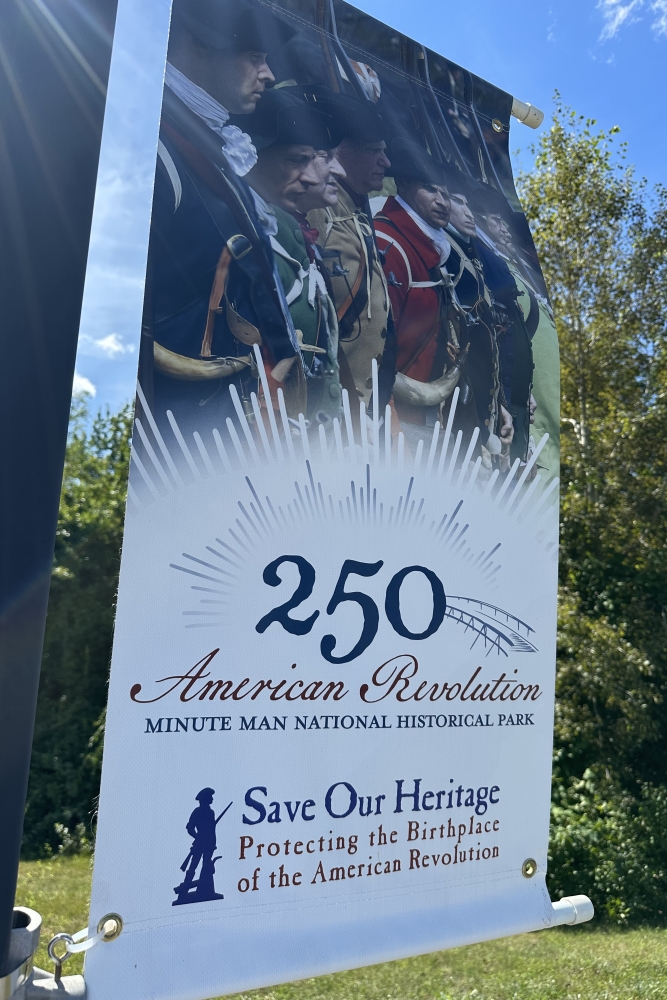 250
American Revolution
MINUTE MAN NATIONAL HISTORICAL PARK
Save Our Heritage
Protecting the Birthplace
of the American Revolution